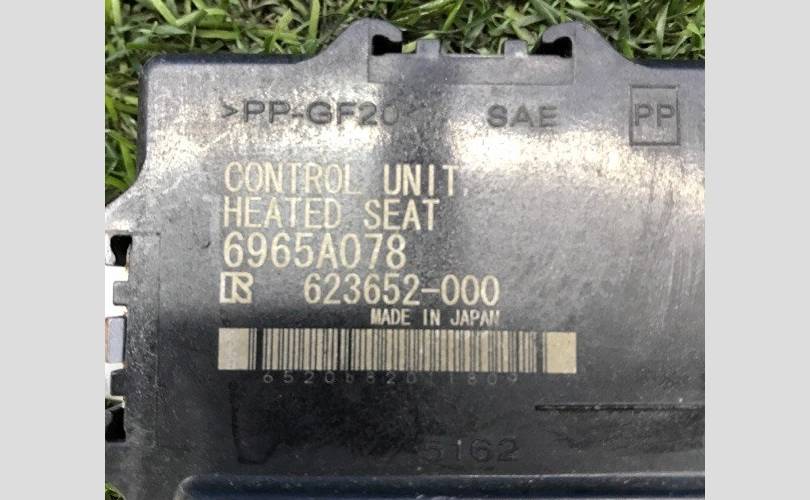 >PP-GF20< SAE PP
CONTROL UNIT,
HEATED SEAT
6965A078
R 623652-000
MADE IN JAPAN
5162